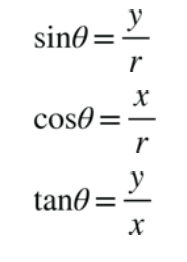 sinθ = y/r
cosθ = x/r
tanθ = y/x